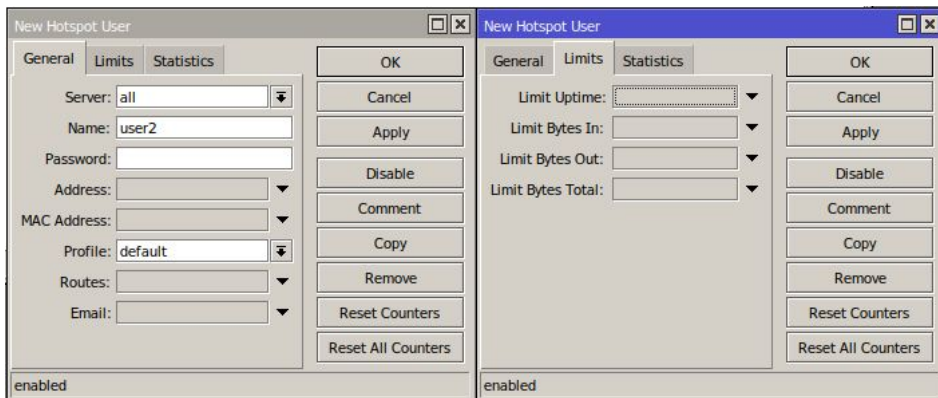 New Hotspot User
General Limits Statistics
Server: all
Name: user2
Password:
Address:
MAC Address:
Profile: default
Routes:
Email:
OK
Cancel
Apply
Disable
Comment
Copy
Remove
Reset Counters
Reset All Counters
enabled
New Hotspot User
General Limits Statistics
Limit Uptime:
Limit Bytes In:
Limit Bytes Out:
Limit Bytes Total:
OK
Cancel
Apply
Disable
Comment
Copy
Remove
Reset Counters
Reset All Counters
enabled